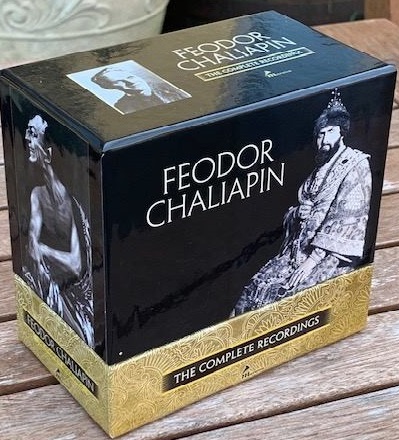 FEODOR
CHALIAPIN
THE COMPLETE RECORDINGS
FEODOR
CHALIAPIN
THE COMPLETE RECORDINGS
FEODOR CHALIAPIN